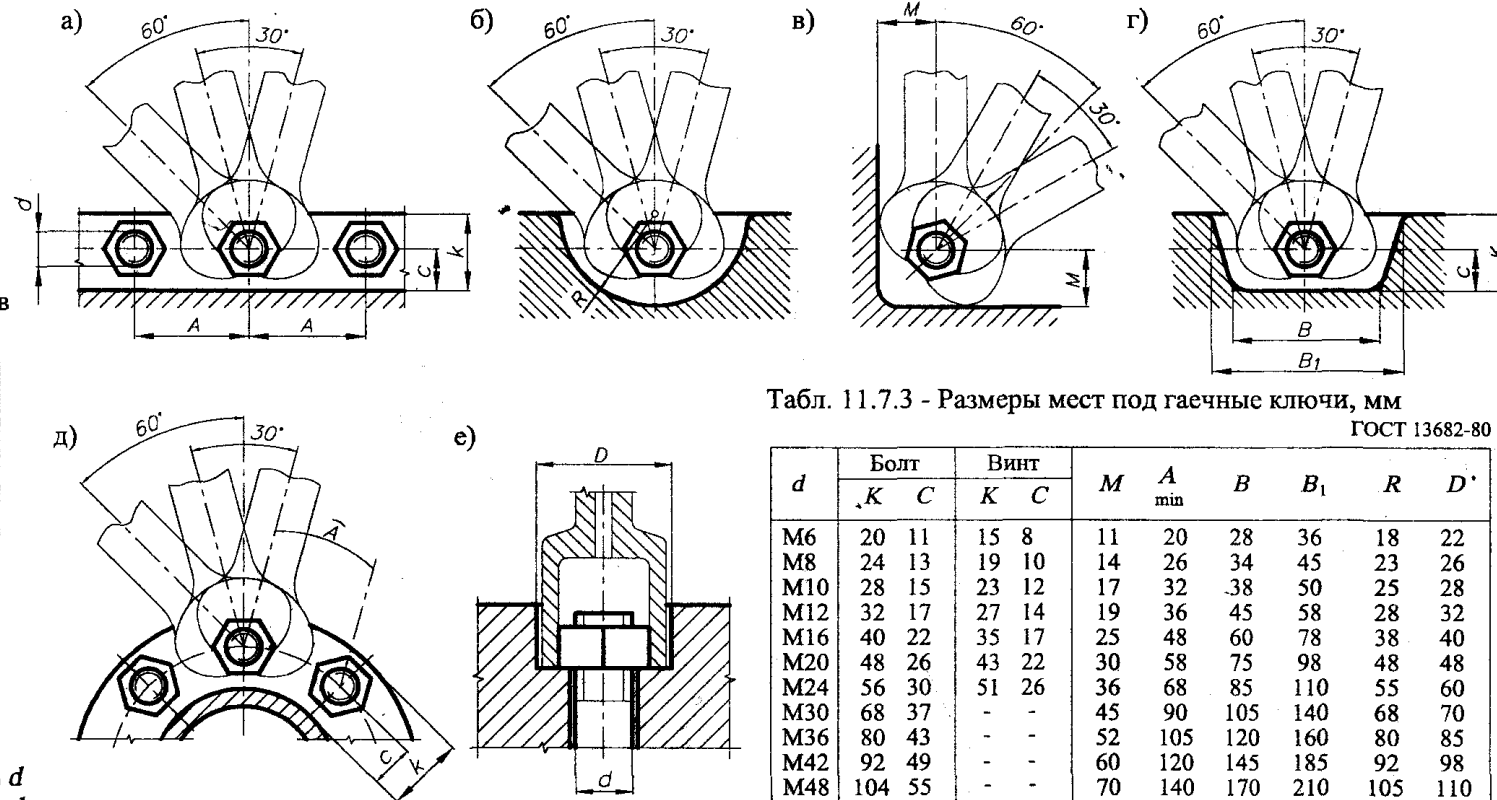 а) 60° 30° d A A C k
б) 60° 30° R
в) M 60° 30° M
г) 60° 30° C K B B1
в
д) 60° 30° A C k
е) D d
Табл. 11.7.3 - Размеры мест под гаечные ключи, мм
ГОСТ 13682-80
d Болт Винт M A min B B1 R D
K C K C
M6 20 11 15 8 11 20 28 36 18 22
M8 24 13 19 10 14 26 34 45 23 26
M10 28 15 23 12 17 32 38 50 25 28
M12 32 17 27 14 19 36 45 58 28 32
M16 40 22 35 17 25 48 60 78 38 40
M20 48 26 43 22 30 58 75 98 48 48
M24 56 30 51 26 36 68 85 110 55 60
M30 68 37 - - 45 90 105 140 68 70
M36 80 43 - - 52 105 120 160 80 85
M42 92 49 - - 60 120 145 185 92 98
M48 104 55 - - 70 140 170 210 105 110
d